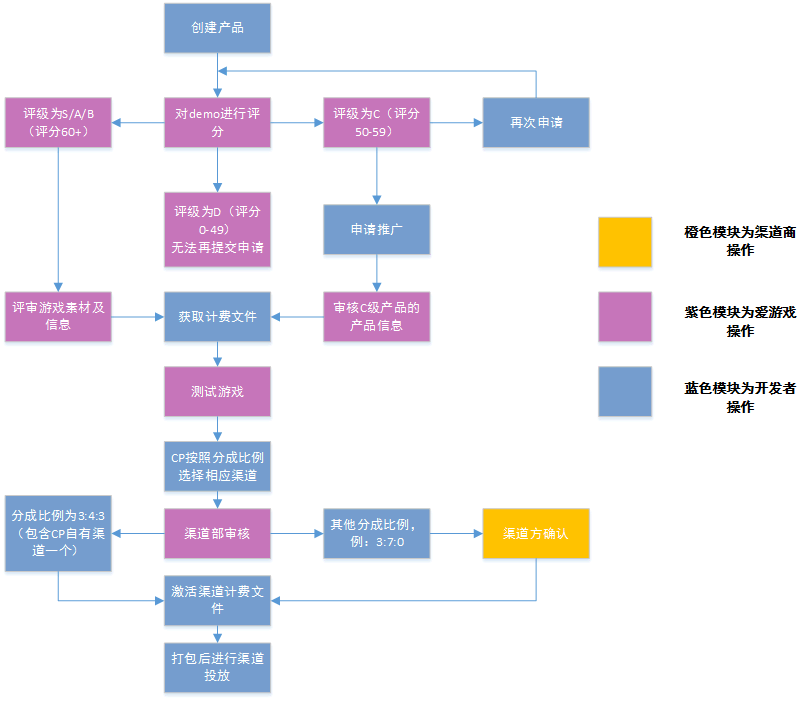 创建产品
评级为S/A/B
（评分60+）
对demo进行评
分
评级为C（评分
50-59）
再次申请
评级为D（评分
0-49）
无法再提交申请
申请推广
橙色模块为渠道商
操作
评审游戏素材及
信息
获取计费文件
审核C级产品的
产品信息
紫色模块为爱游戏
操作
测试游戏
蓝色模块为开发者
操作
CP按照分成比例
选择相应渠道
分成比例为3:4:3
（包含CP自有渠
道一个）
渠道部审核
其他分成比例，
例：3:7:0
渠道方确认
激活渠道计费文
件
打包后进行渠道
投放